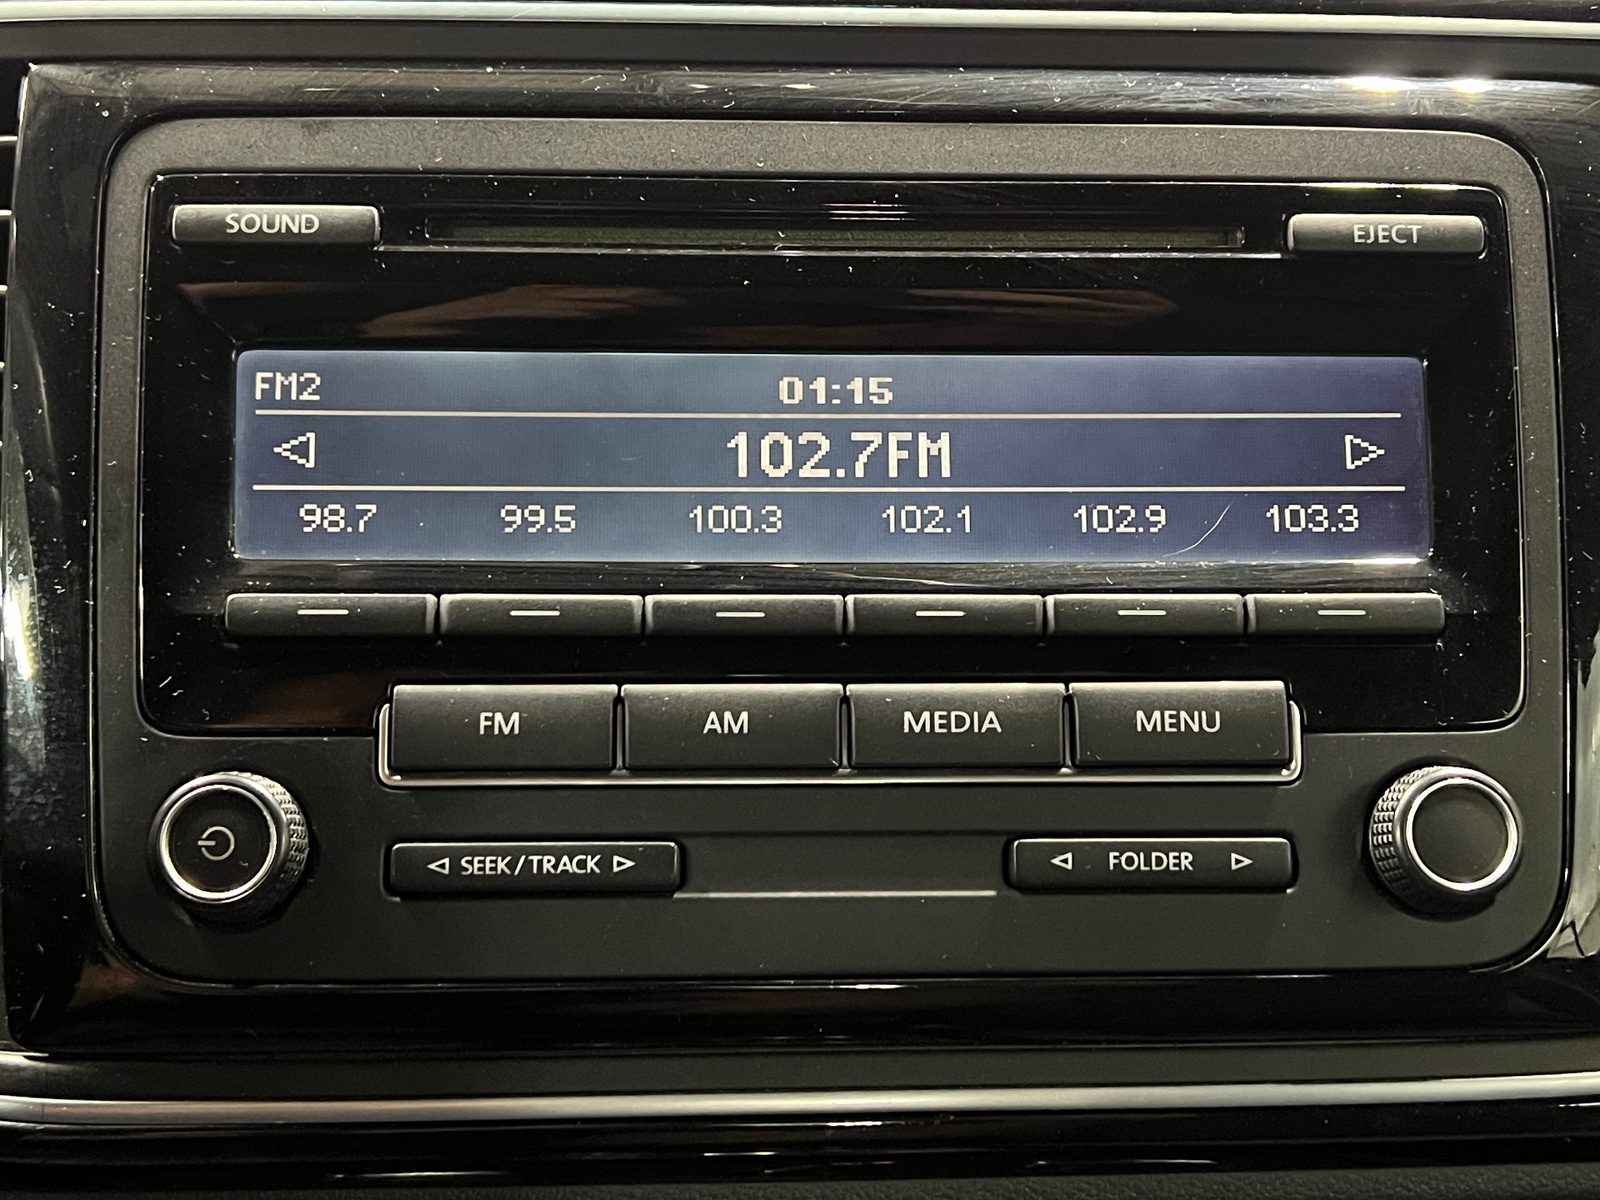 SOUND EJECT
FM2 01:15
102.7FM
98.7 99.5 100.3 102.1 102.9 103.3
FM AM MEDIA MENU
SEEK/TRACK FOLDER